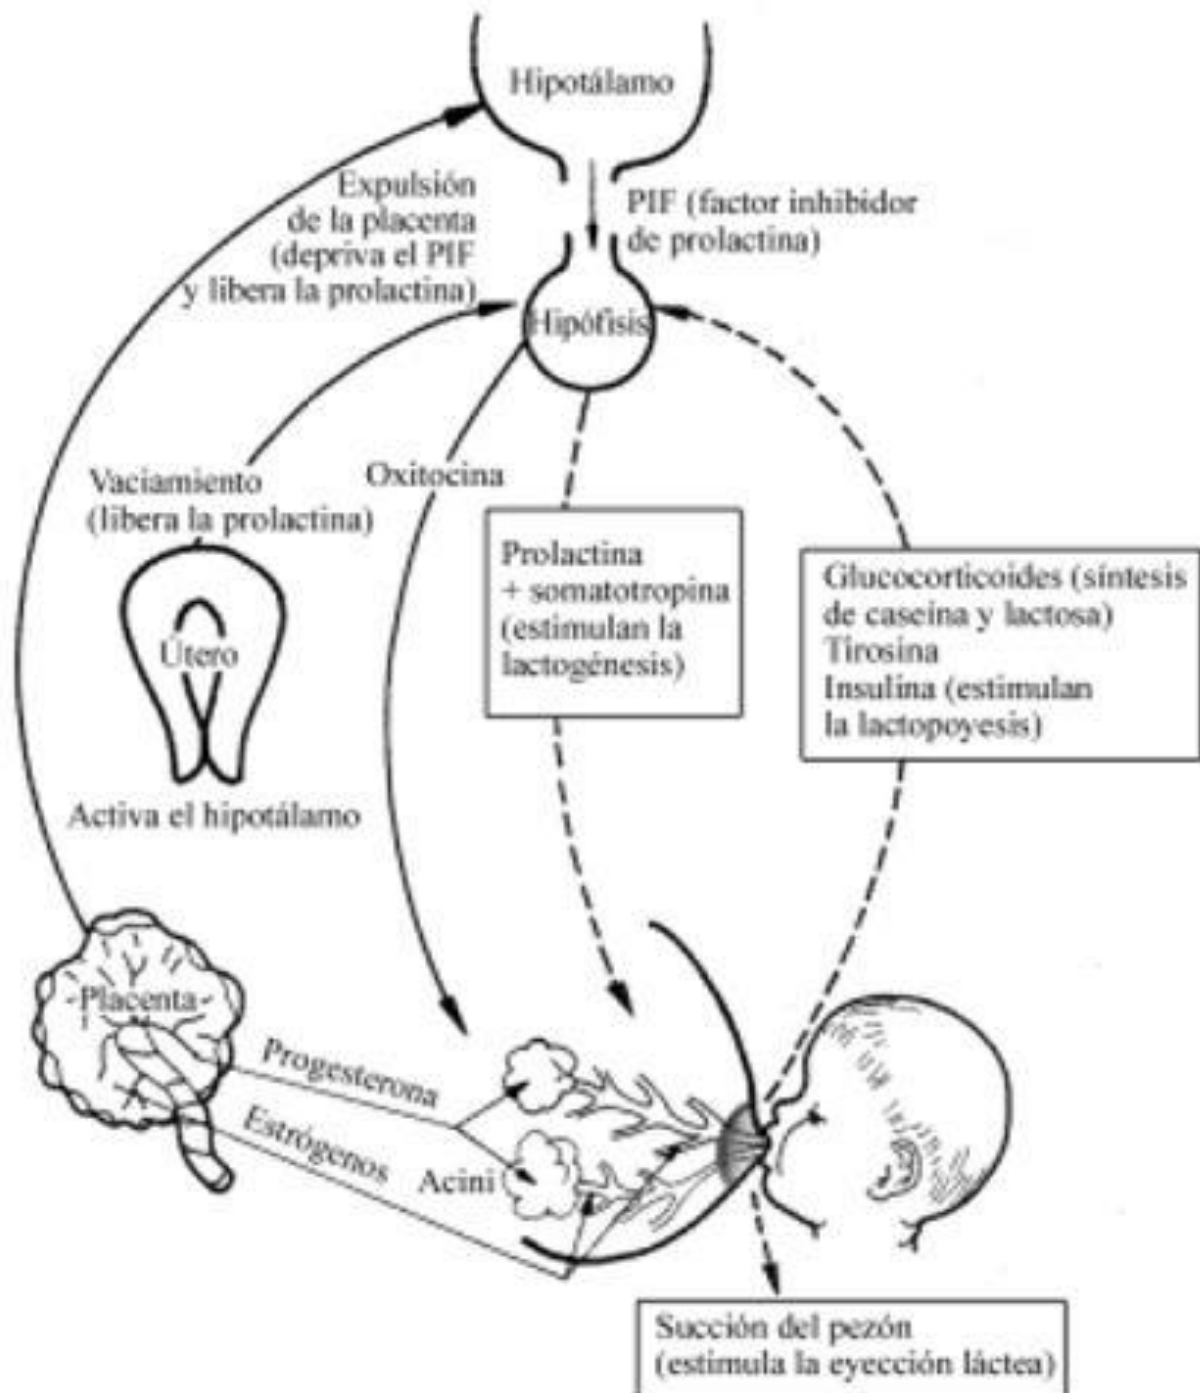 Hipotálamo
Expulsión
de la placenta
(depriva el PIF
y libera la prolactina)
PIF (factor inhibidor
de prolactina)
Hipófisis
Vaciamiento
(libera la prolactina)
Oxitocina
Prolactina
+ somatotropina
(estimulan la
lactogénesis)
Glucocorticoides (síntesis
de caseina y lactosa)
Tirosina
Insulina (estimulan
la lactopoyesis)
Útero
Activa el hipotálamo
Placenta
Progesterona
Estrógenos
Acini
Succión del pezón
(estimula la eyección láctea)